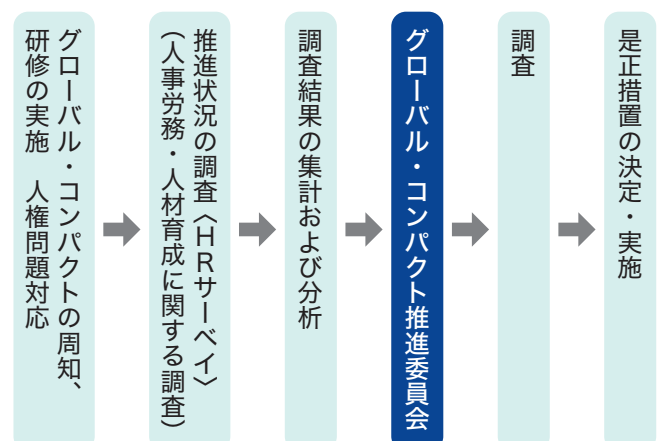 グローバル・コンパクトの周知、
研修の実施　人権問題対応
推進状況の調査〈HRサーベイ〉
（人事労務・人材育成に関する調査）
調査結果の集計および分析
グローバル・コンパクト推進委員会
調査
是正措置の決定・実施